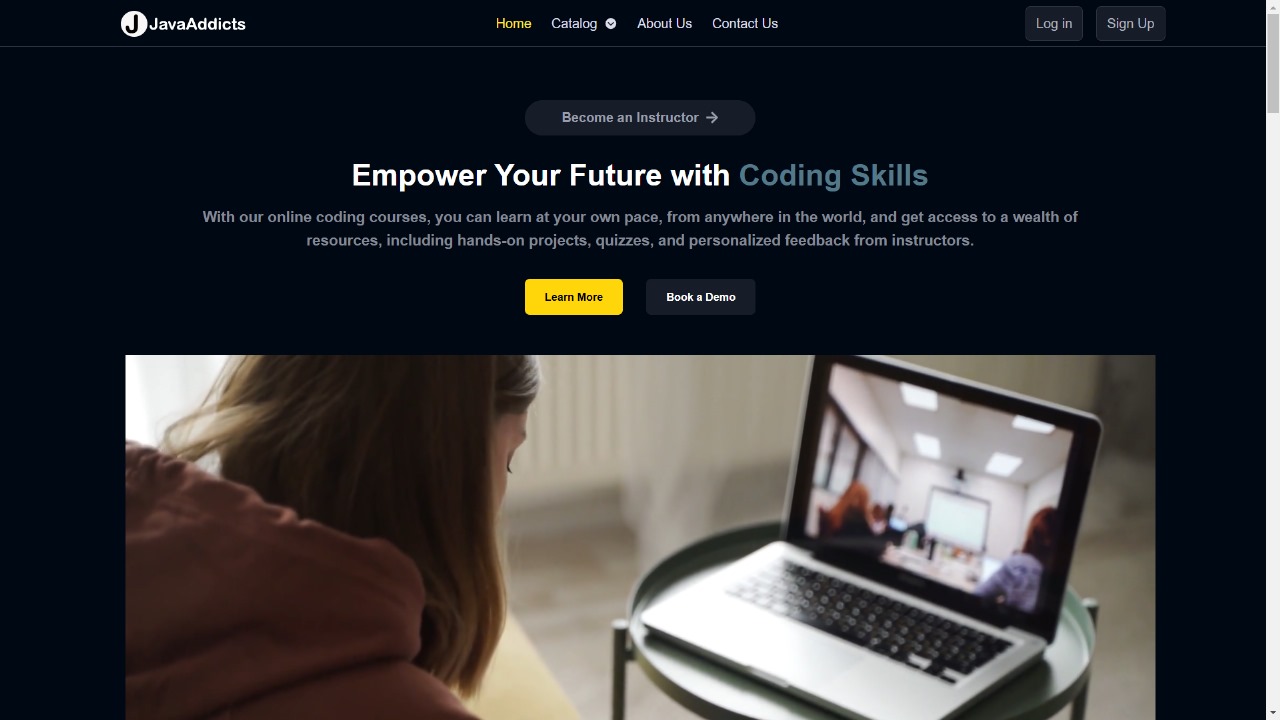 JavaAddicts
Home Catalog About Us Contact Us
Log in Sign Up
Become an Instructor
Empower Your Future with Coding Skills
With our online coding courses, you can learn at your own pace, from anywhere in the world, and get access to a wealth of
resources, including hands-on projects, quizzes, and personalized feedback from instructors.
Learn More Book a Demo